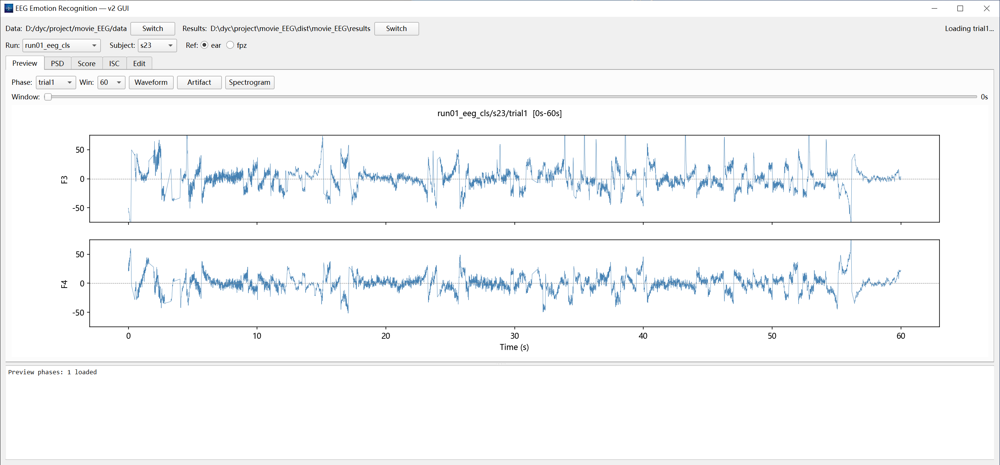 EEG Emotion Recognition — v2 GUI
Data: D:/dyc/project/movie_EEG/data Switch Results: D:\dyc\project\movie_EEG\dist\movie_EEG\results Switch Loading trial1...
Run: run01_eeg_cls Subject: s23 Ref: ear fpz
Preview PSD Score ISC Edit
Phase: trial1 Win: 60 Waveform Artifact Spectrogram
Window: 0s
run01_eeg_cls/s23/trial1 [0s-60s]
50
0
-50
F3
50
0
-50
F4
0 10 20 30 40 50 60
Time (s)
Preview phases: 1 loaded